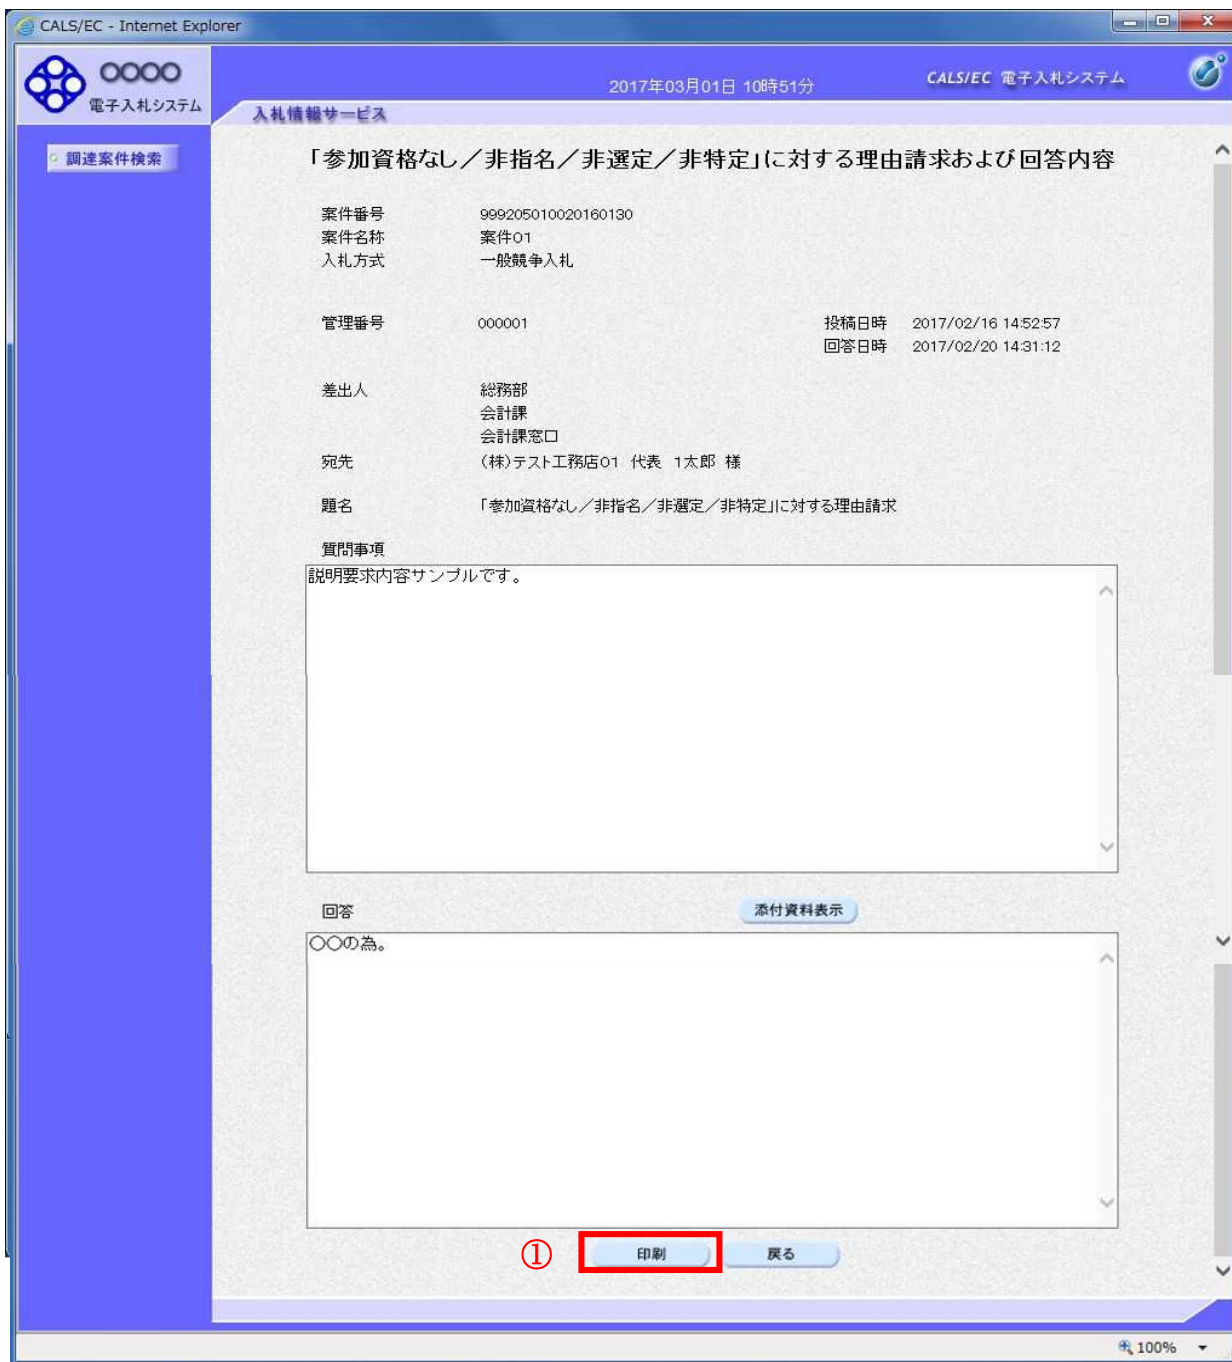 CALS/EC - Internet Explorer
○○○○
電子入札システム
2017年03月01日 10時51分
CALS/EC 電子入札システム
入札情報サービス
調達案件検索
「参加資格なし／非指名／非選定／非特定」に対する理由請求および回答内容
案件番号 999205010020160130
案件名称 案件01
入札方式 一般競争入札
管理番号 000001 投稿日時 2017/02/16 14:52:57
回答日時 2017/02/20 14:31:12
差出人 総務部
会計課
会計課窓口
宛先 (株)テスト工務店01 代表 1太郎 様
題名 「参加資格なし／非指名／非選定／非特定」に対する理由請求
質問事項
説明要求内容サンプルです。
回答 添付資料表示
○○の為。
① 印刷 戻る
100%